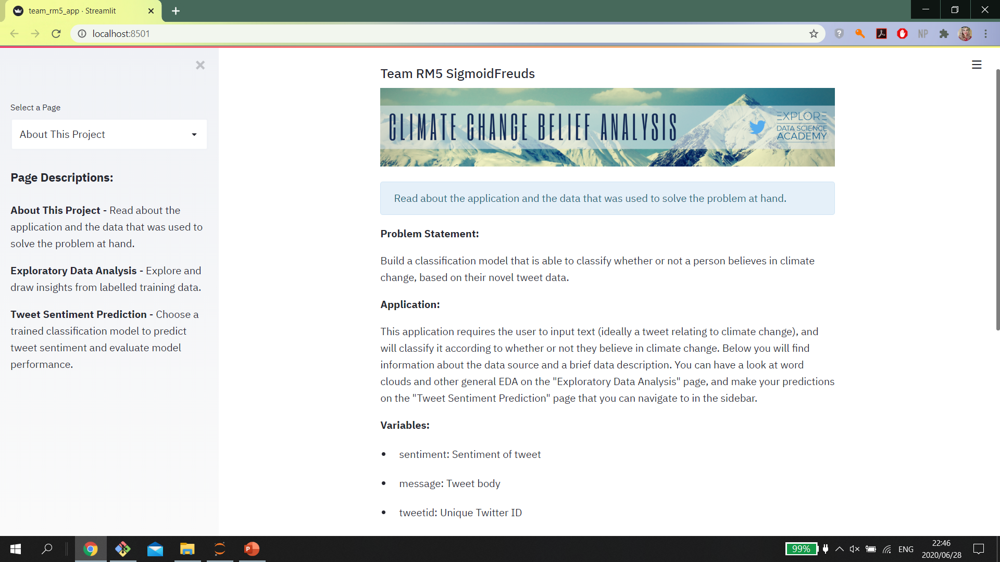 team_rm5_app · Streamlit
localhost:8501
NP
Select a Page
About This Project
Page Descriptions:
About This Project - Read about the
application and the data that was used to
solve the problem at hand.
Exploratory Data Analysis - Explore and
draw insights from labelled training data.
Tweet Sentiment Prediction - Choose a
trained classification model to predict
tweet sentiment and evaluate model
performance.
Team RM5 SigmoidFreuds
CLIMATE CHANGE BELIEF ANALYSIS
EXPLORE
DATA SCIENCE
ACADEMY
Read about the application and the data that was used to solve the problem at hand.
Problem Statement:
Build a classification model that is able to classify whether or not a person believes in climate
change, based on their novel tweet data.
Application:
This application requires the user to input text (ideally a tweet relating to climate change), and
will classify it according to whether or not they believe in climate change. Below you will find
information about the data source and a brief data description. You can have a look at word
clouds and other general EDA on the "Exploratory Data Analysis" page, and make your predictions
on the "Tweet Sentiment Prediction" page that you can navigate to in the sidebar.
Variables:
• sentiment: Sentiment of tweet
• message: Tweet body
• tweetid: Unique Twitter ID
99%
ENG
22:46
2020/06/28